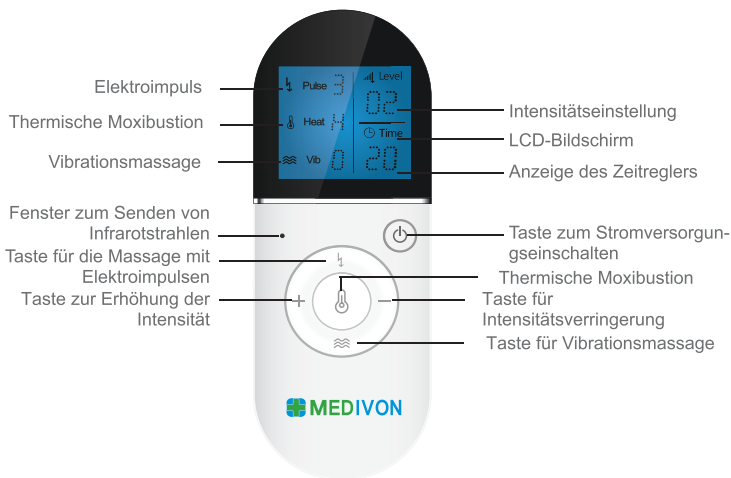 Elektroimpuls
Thermische Moxibustion
Vibrationsmassage
Fenster zum Senden von
Infrarotstrahlen
Taste für die Massage mit
Elektroimpulsen
Taste zur Erhöhung der
Intensität
Pulse 3
Heat H
Vib 0
Level
02
Time
20
Intensitätseinstellung
LCD-Bildschirm
Anzeige des Zeitreglers
Taste zum Stromversorgun-
gseinschalten
Thermische Moxibustion
Taste für
Intensitätsverringerung
Taste für Vibrationsmassage
MEDIVON